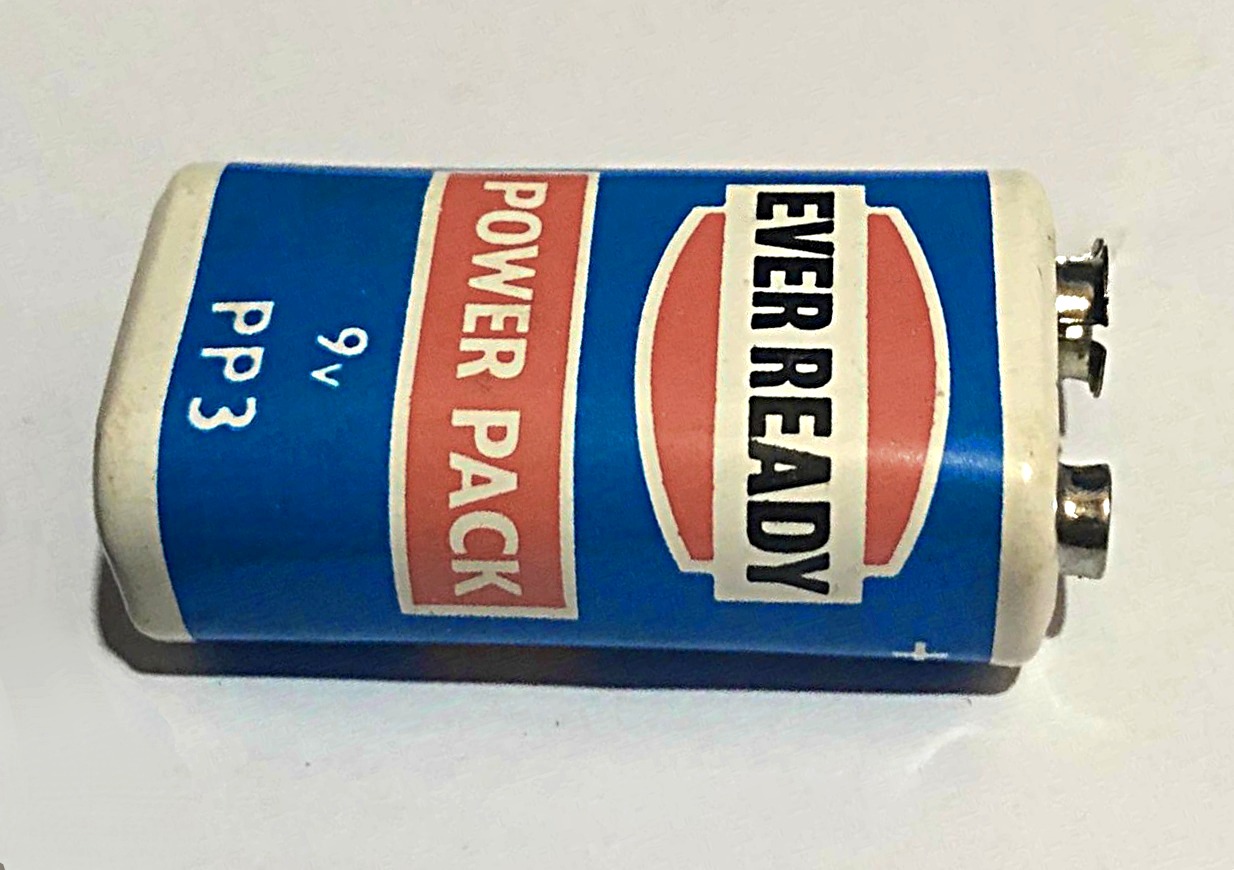 +
EVER READY
POWER PACK
9v
PP3